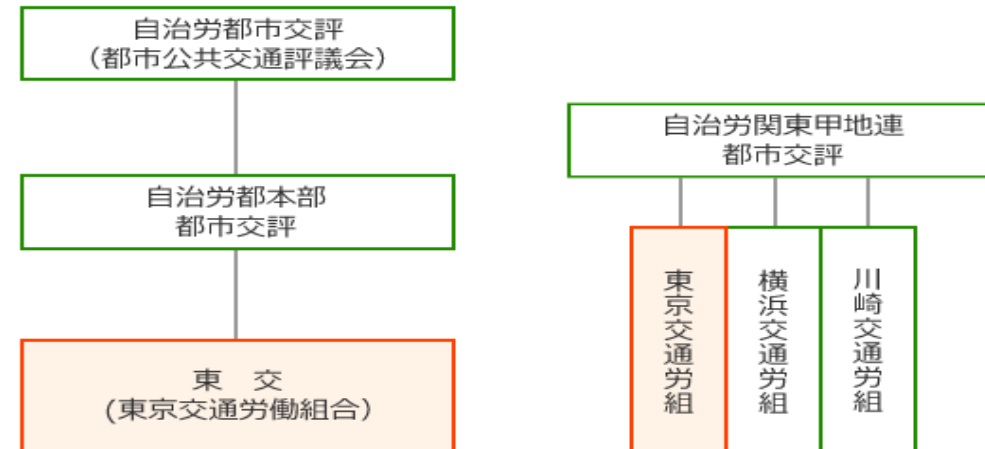 自治労都市交評
（都市公共交通評議会）
自治労都本部
都市交評
東　交
(東京交通労働組合）
自治労関東甲地連
都市交評
東京交通労組
横浜交通労組
川崎交通労組